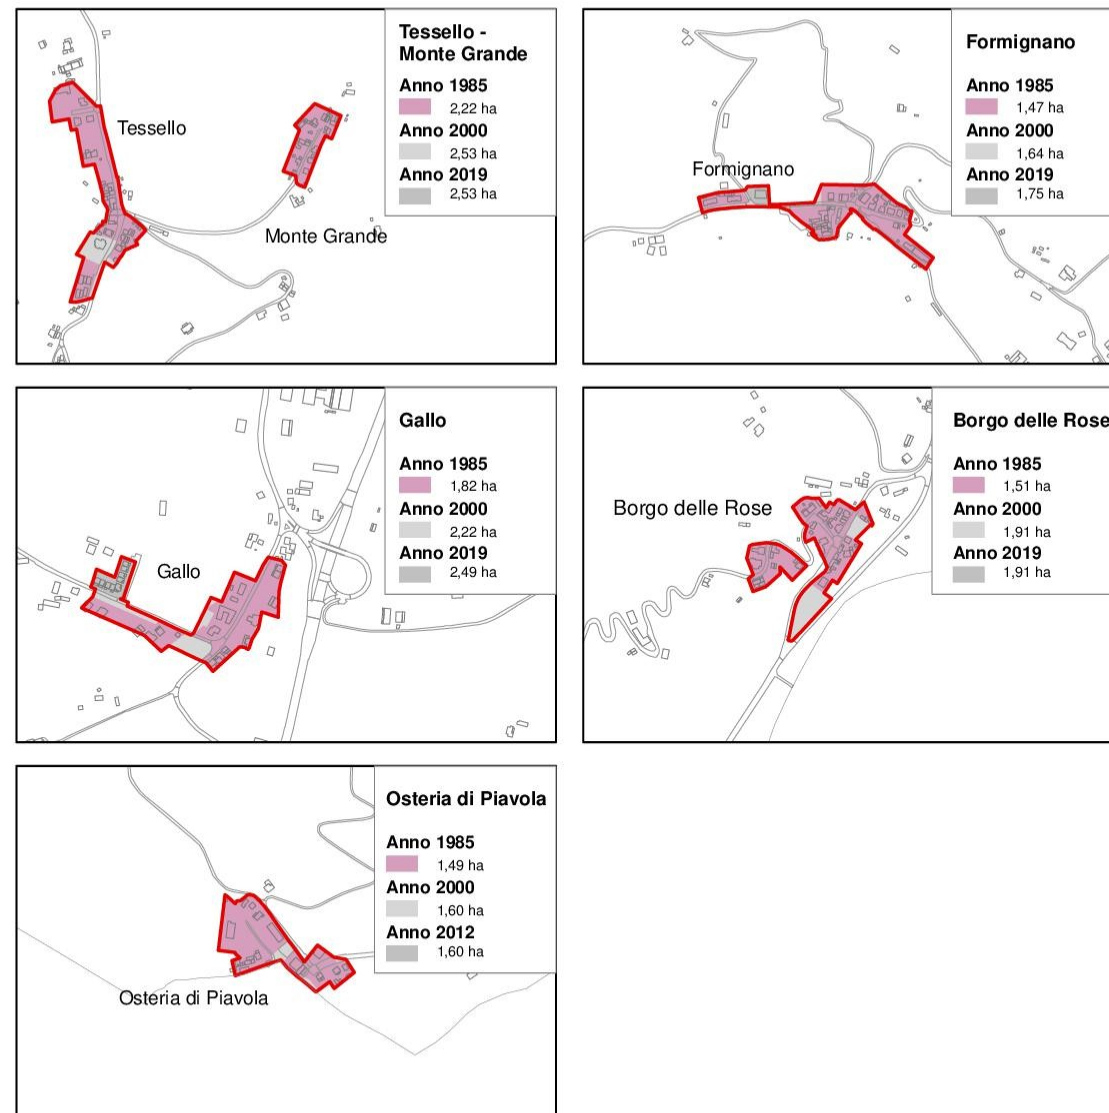 Tessello -
Monte Grande
Anno 1985
2,22 ha
Anno 2000
2,53 ha
Anno 2019
2,53 ha
Tessello
Monte Grande
Formignano
Anno 1985
1,47 ha
Anno 2000
1,64 ha
Anno 2019
1,75 ha
Formignano
Gallo
Anno 1985
1,82 ha
Anno 2000
2,22 ha
Anno 2019
2,49 ha
Gallo
Borgo delle Rose
Anno 1985
1,51 ha
Anno 2000
1,91 ha
Anno 2019
1,91 ha
Borgo delle Rose
Osteria di Piavola
Anno 1985
1,49 ha
Anno 2000
1,60 ha
Anno 2012
1,60 ha
Osteria di Piavola